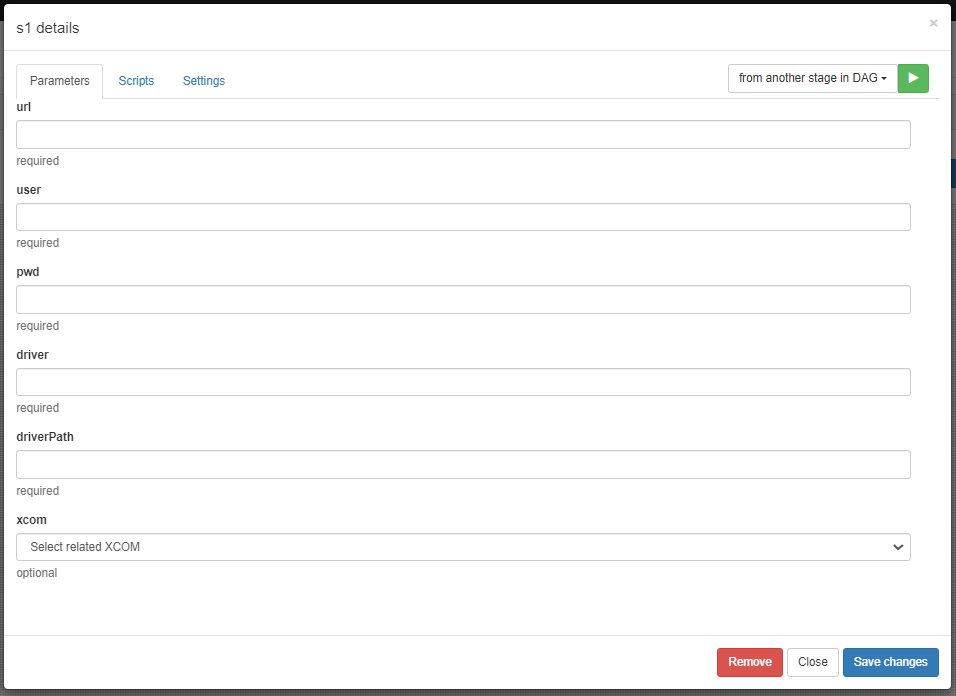 s1 details
×
Parameters Scripts Settings from another stage in DAG
url
required
user
required
pwd
required
driver
required
driverPath
required
xcom
Select related XCOM
optional
Remove Close Save changes